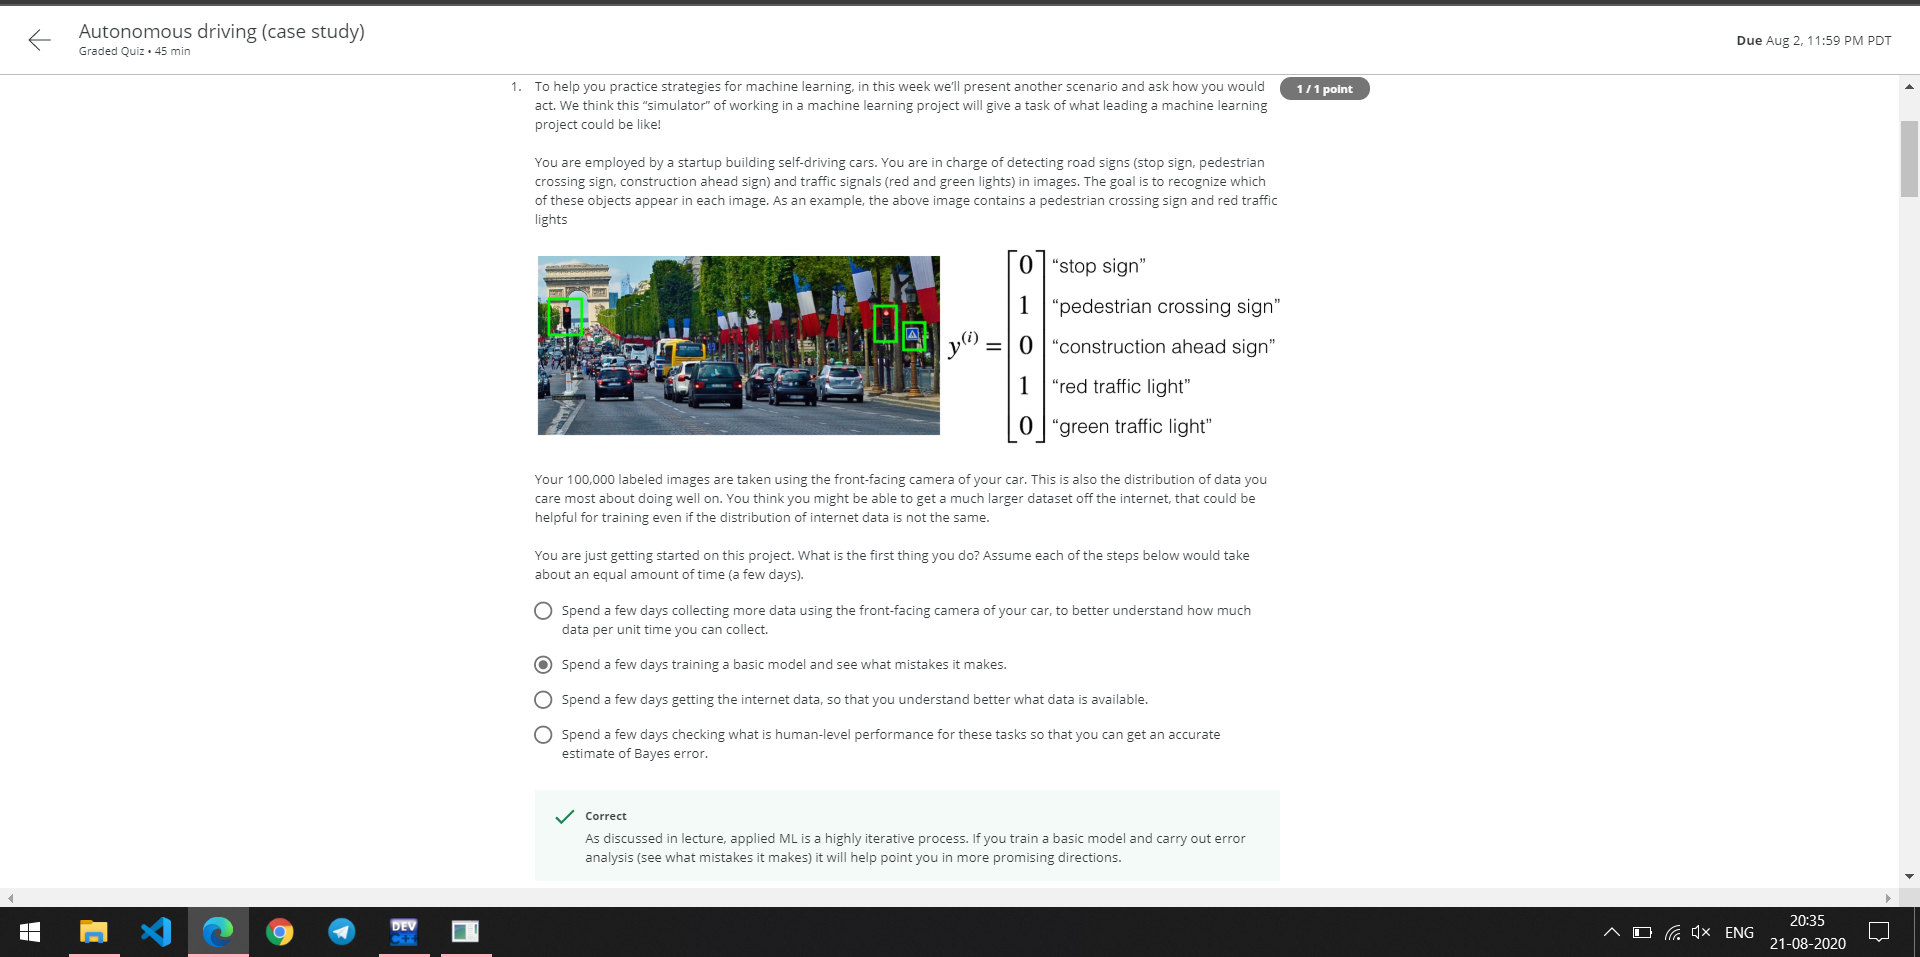 Autonomous driving (case study)
Graded Quiz • 45 min
Due Aug 2, 11:59 PM PDT
1. To help you practice strategies for machine learning, in this week we’ll present another scenario and ask how you would
act. We think this “simulator” of working in a machine learning project will give a task of what leading a machine learning
project could be like!
1 / 1 point
You are employed by a startup building self-driving cars. You are in charge of detecting road signs (stop sign, pedestrian
crossing sign, construction ahead sign) and traffic signals (red and green lights) in images. The goal is to recognize which
of these objects appear in each image. As an example, the above image contains a pedestrian crossing sign and red traffic
lights
y(i) =
0 “stop sign”
1 “pedestrian crossing sign”
0 “construction ahead sign”
1 “red traffic light”
0 “green traffic light”
Your 100,000 labeled images are taken using the front-facing camera of your car. This is also the distribution of data you
care most about doing well on. You think you might be able to get a much larger dataset off the internet, that could be
helpful for training even if the distribution of internet data is not the same.
You are just getting started on this project. What is the first thing you do? Assume each of the steps below would take
about an equal amount of time (a few days).
Spend a few days collecting more data using the front-facing camera of your car, to better understand how much
data per unit time you can collect.
Spend a few days training a basic model and see what mistakes it makes.
Spend a few days getting the internet data, so that you understand better what data is available.
Spend a few days checking what is human-level performance for these tasks so that you can get an accurate
estimate of Bayes error.
Correct
As discussed in lecture, applied ML is a highly iterative process. If you train a basic model and carry out error
analysis (see what mistakes it makes) it will help point you in more promising directions.
DEV
C++
ENG
20:35
21-08-2020